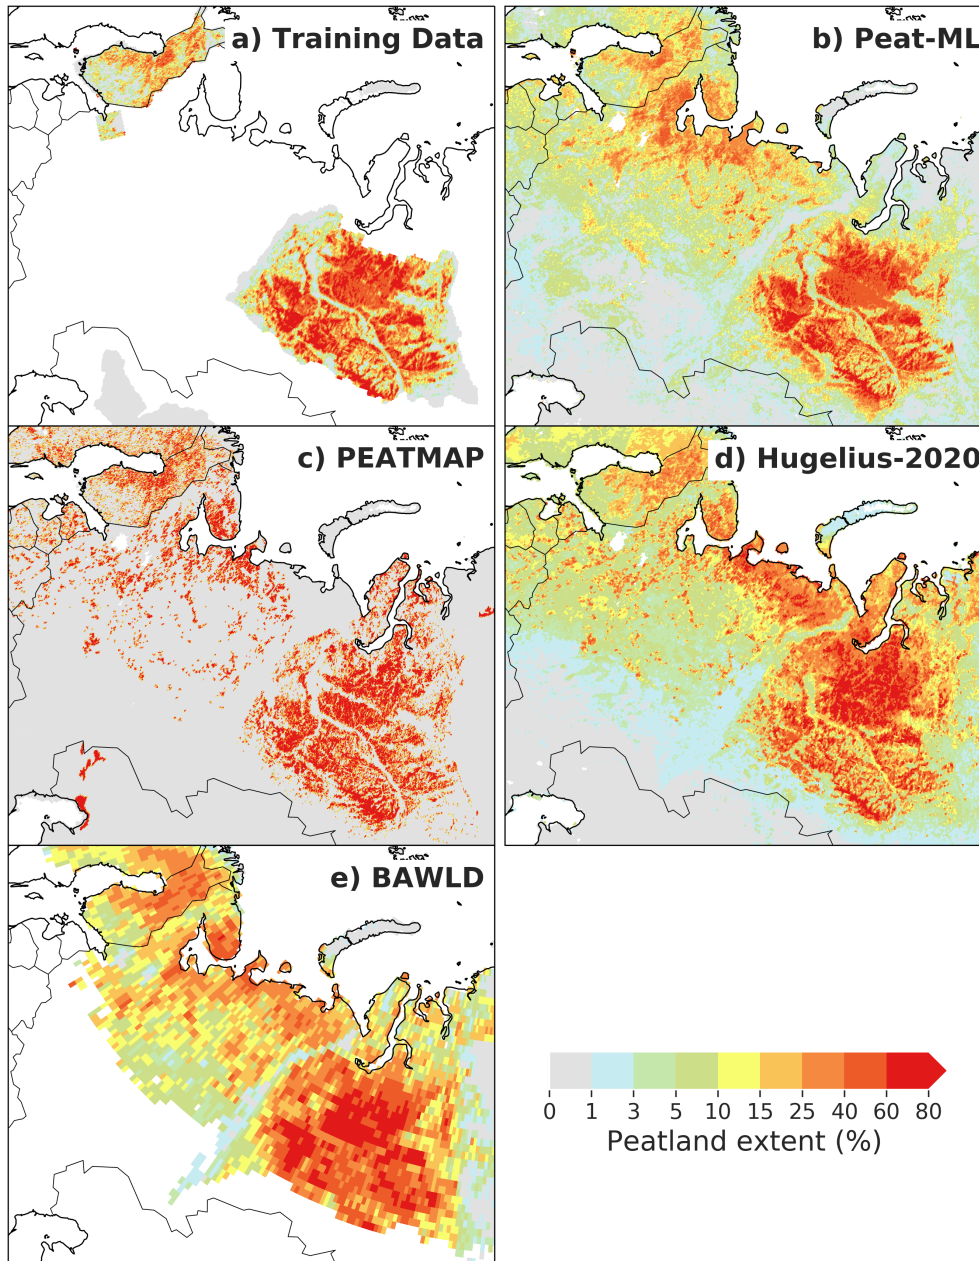 a) Training Data
b) Peat-ML
c) PEATMAP
d) Hugelius-2020
e) BAWLD
0 1 3 5 10 15 25 40 60 80
Peatland extent (%)